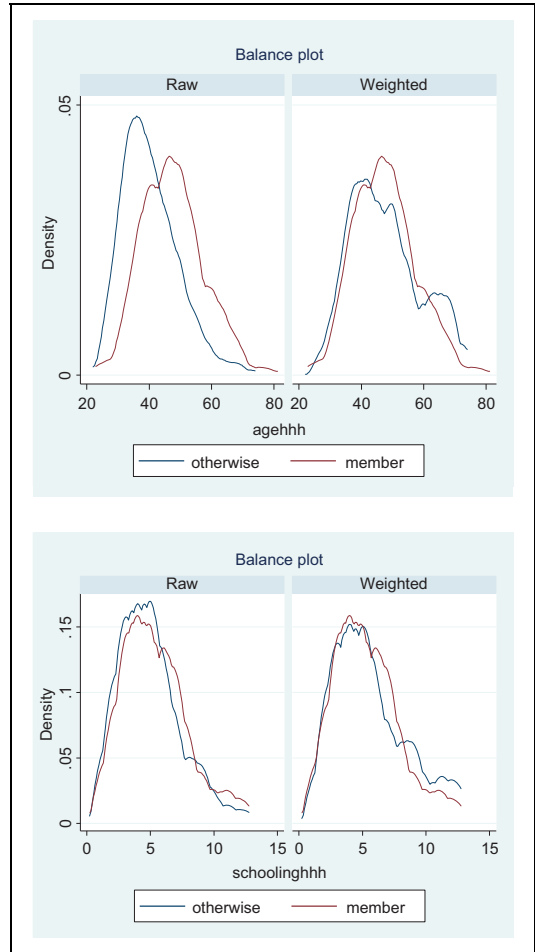 Balance plot
Raw Weighted
.05
0
Density
20 40 60 80 20 40 60 80
agehhh
otherwise member
Balance plot
Raw Weighted
.15
.1
.05
0
Density
0 5 10 15 0 5 10 15
schoolinghhh
otherwise member